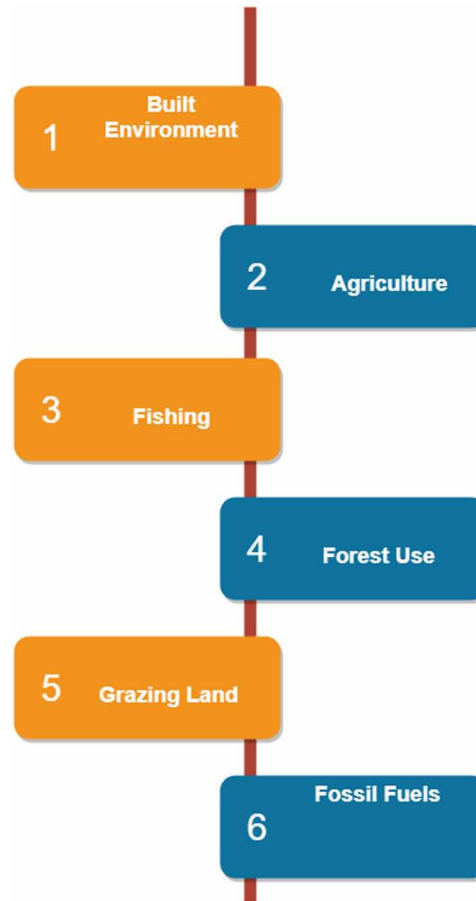 1
Built
Environment
2
Agriculture
3
Fishing
4
Forest Use
5
Grazing Land
6
Fossil Fuels